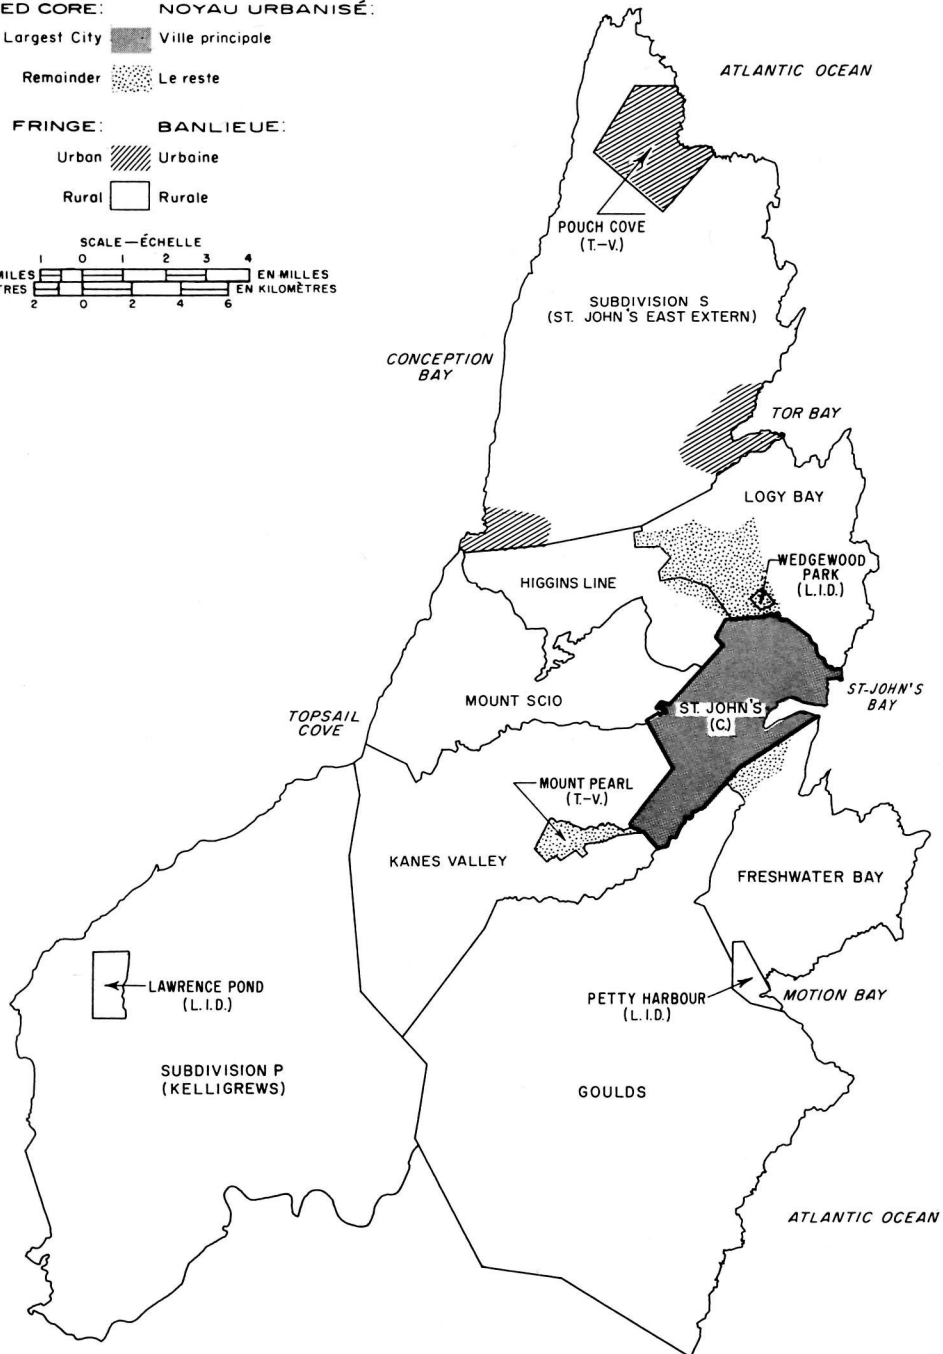 ED CORE: NOYAU URBANISÉ:
Largest City Ville principale
Remainder Le reste
FRINGE: BANLIEUE:
Urban Urbaine
Rural Rurale
SCALE—ÉCHELLE
1 0 1 2 3 4
MILES EN MILLES
TRES EN KILOMÈTRES
2 0 2 4 6
ATLANTIC OCEAN
POUCH COVE
(T.-V.)
SUBDIVISION S
(ST. JOHN'S EAST EXTERN)
CONCEPTION
BAY
TOR BAY
LOGY BAY
WEDGEWOOD
PARK
(L.I.D.)
HIGGINS LINE
MOUNT SCIO
ST. JOHN'S
(C.)
ST-JOHN'S
BAY
TOPSAIL
COVE
MOUNT PEARL
(T.-V.)
KANES VALLEY
FRESHWATER BAY
LAWRENCE POND
(L.I.D.)
PETTY HARBOUR
(L.I.D.)
MOTION BAY
SUBDIVISION P
(KELLIGREWS)
GOULDS
ATLANTIC OCEAN